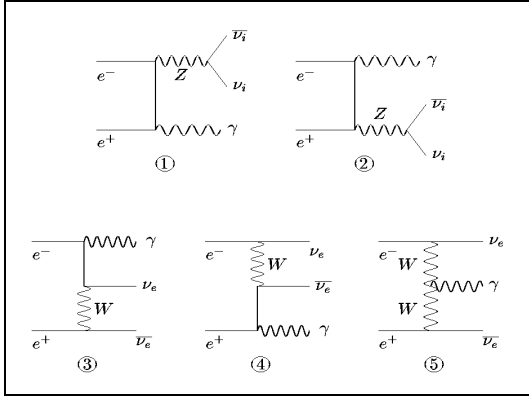 ν̅ᵢ
e⁻ Z νᵢ
e⁺ γ
①
γ
e⁻ Z ν̅ᵢ
e⁺ νᵢ
②
e⁻ γ
νₑ
W
e⁺ ν̅ₑ
③
e⁻ νₑ
W
ν̅ₑ
e⁺ γ
④
e⁻ νₑ
W
γ
W
e⁺ ν̅ₑ
⑤